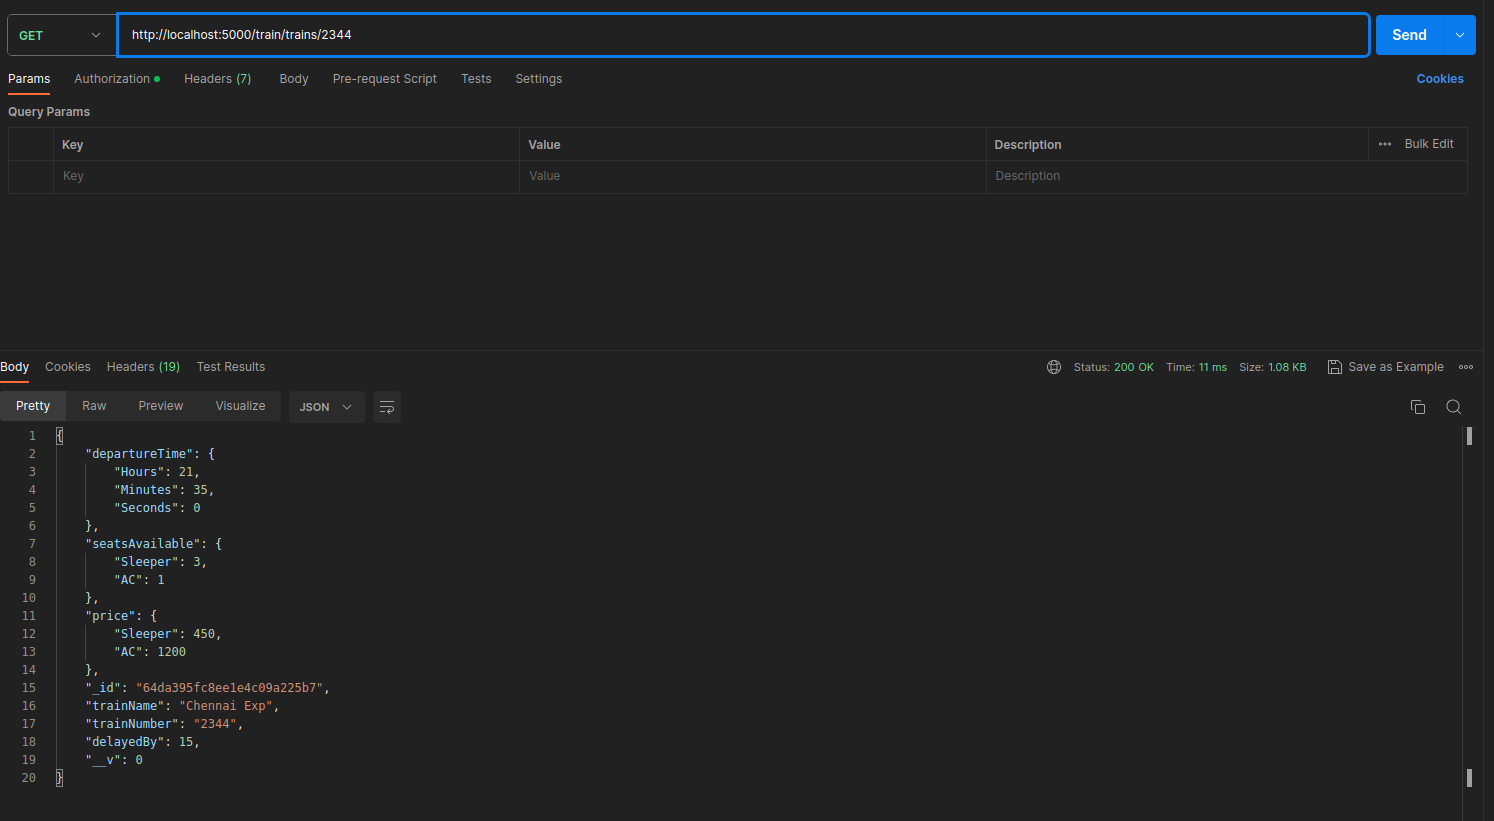 GET http://localhost:5000/train/trains/2344 Send
Params Authorization Headers (7) Body Pre-request Script Tests Settings Cookies
Query Params
Key Value Description Bulk Edit
Key Value Description
Body Cookies Headers (19) Test Results Status: 200 OK Time: 11 ms Size: 1.08 KB Save as Example
Pretty Raw Preview Visualize JSON
1 {
2 "departureTime": {
3 "Hours": 21,
4 "Minutes": 35,
5 "Seconds": 0
6 },
7 "seatsAvailable": {
8 "Sleeper": 3,
9 "AC": 1
10 },
11 "price": {
12 "Sleeper": 450,
13 "AC": 1200
14 },
15 "_id": "64da395fc8ee1e4c09a225b7",
16 "trainName": "Chennai Exp",
17 "trainNumber": "2344",
18 "delayedBy": 15,
19 "__v": 0
20 }